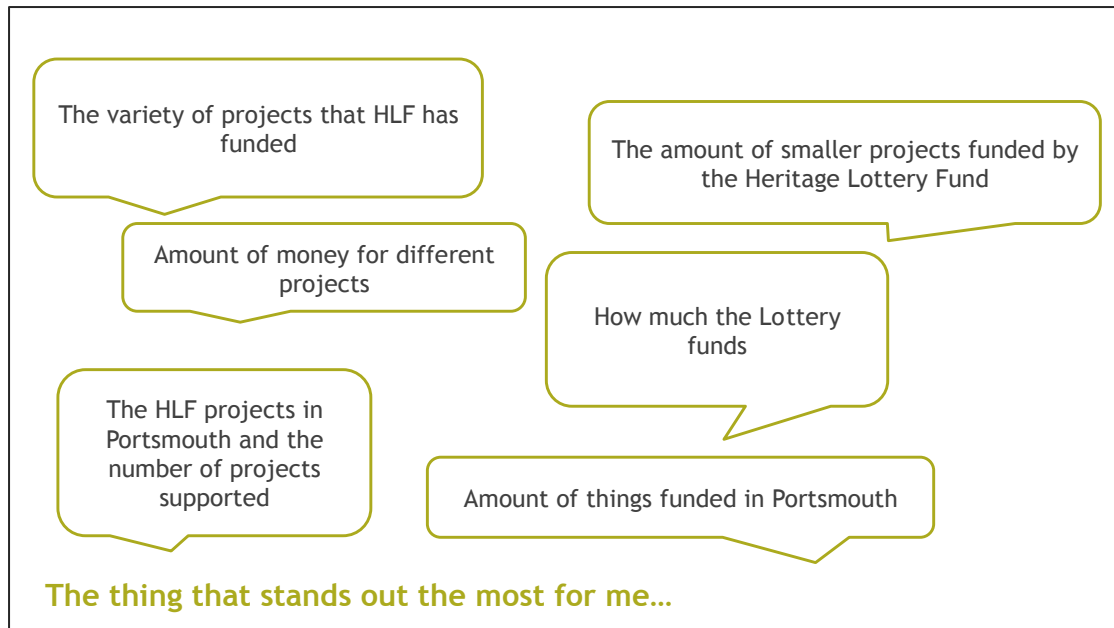 The variety of projects that HLF has
funded
The amount of smaller projects funded by
the Heritage Lottery Fund
Amount of money for different
projects
How much the Lottery
funds
The HLF projects in
Portsmouth and the
number of projects
supported
Amount of things funded in Portsmouth
The thing that stands out the most for me…